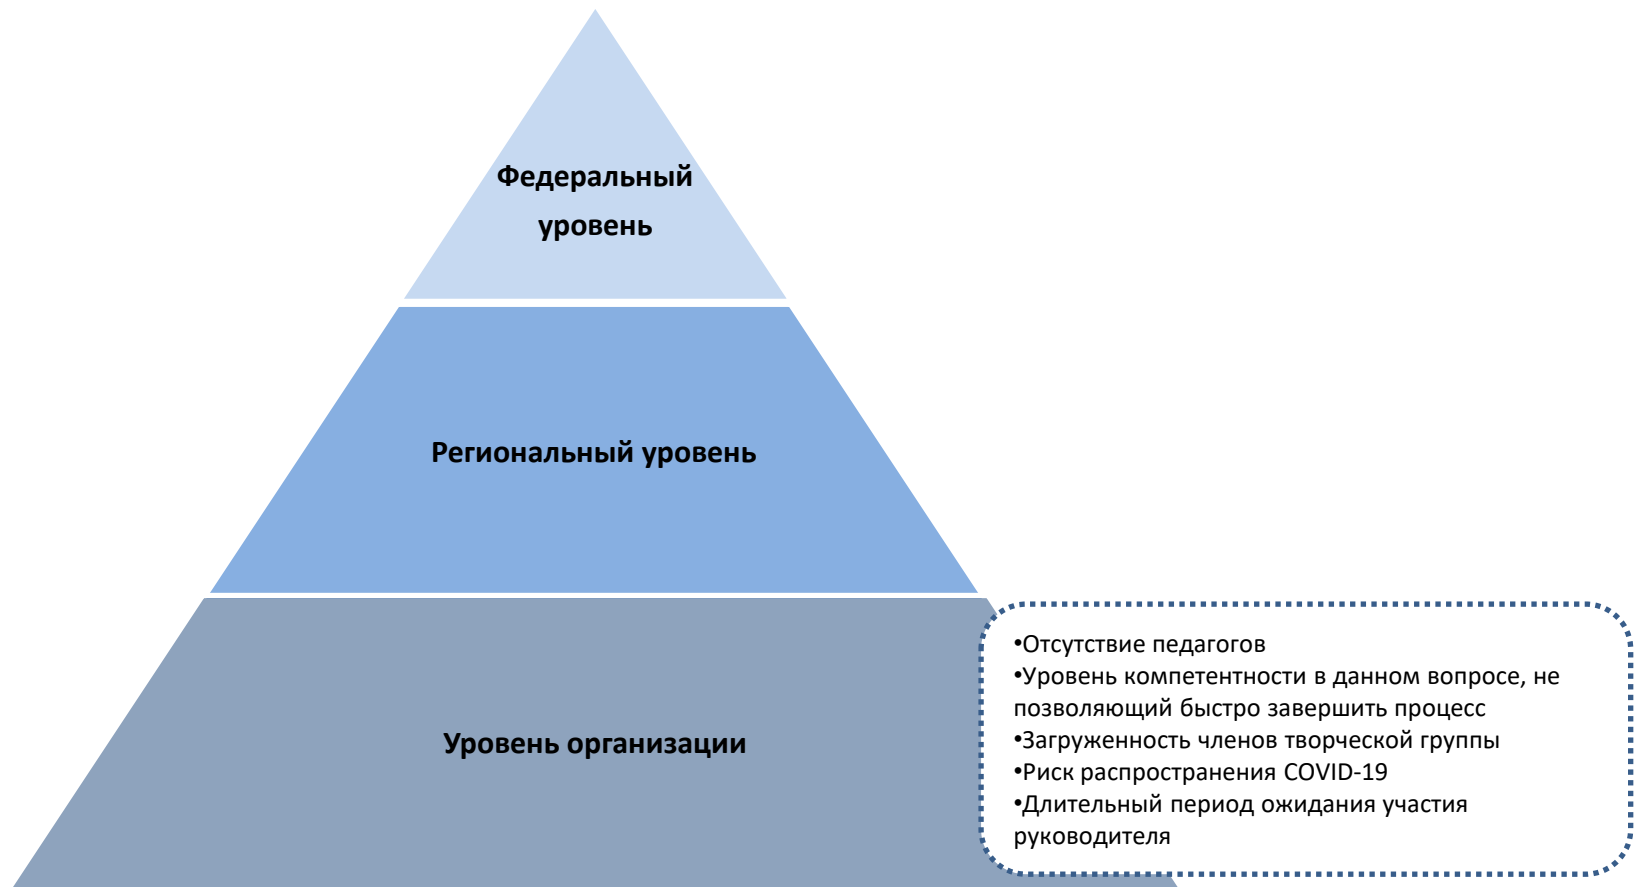 Федеральный
уровень
Региональный уровень
Уровень организации
•Отсутствие педагогов
•Уровень компетентности в данном вопросе, не
позволяющий быстро завершить процесс
•Загруженность членов творческой группы
•Риск распространения COVID-19
•Длительный период ожидания участия
руководителя